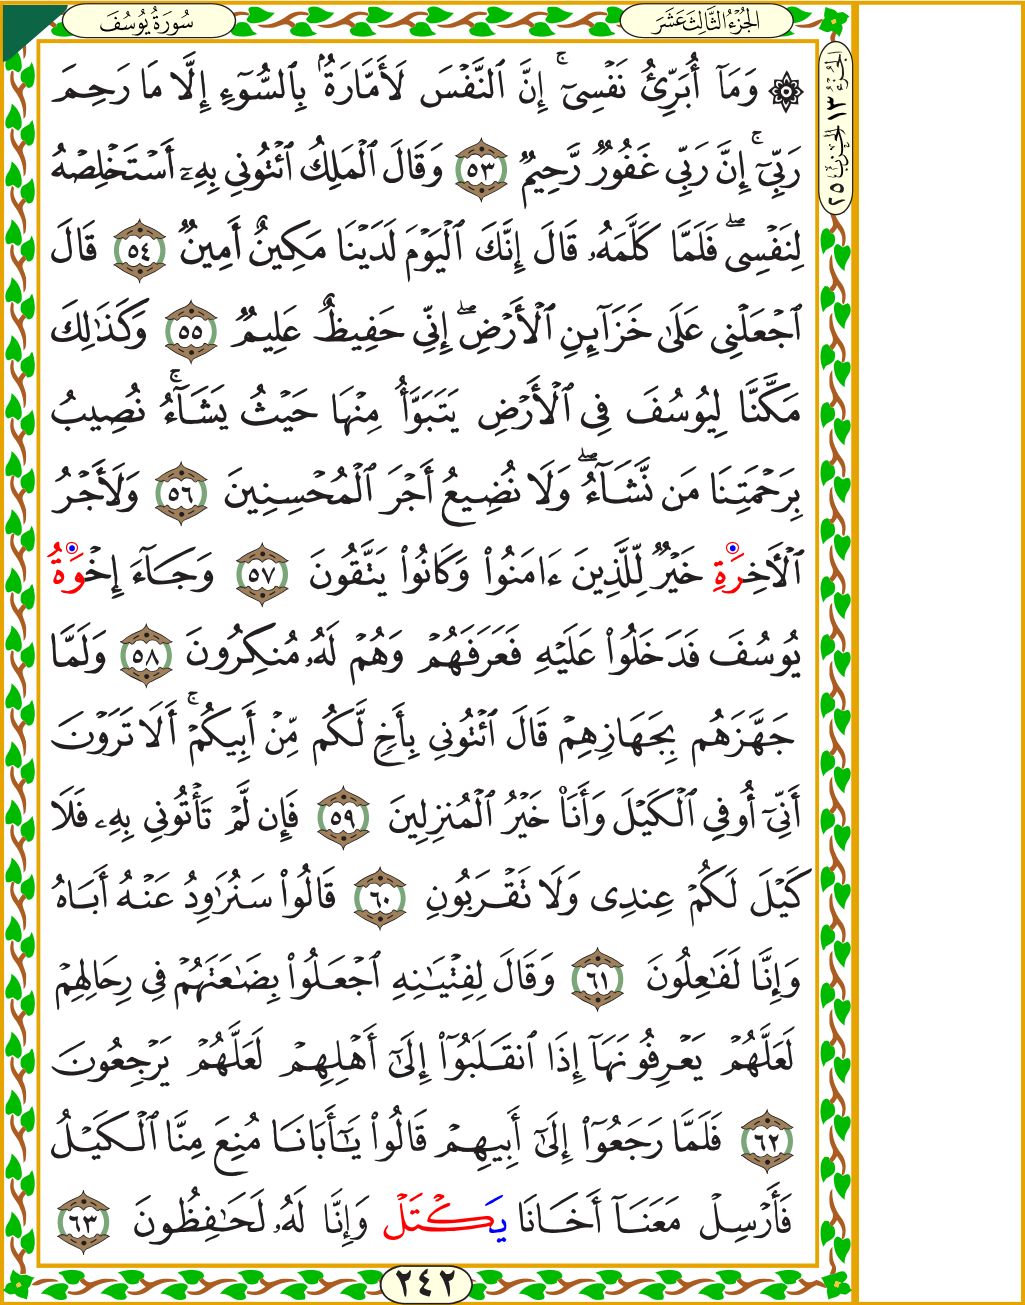 سُورَةُ يُوسُفَ
الجُزْءُ الثَّالِثَ عَشَرَ
الجُزْءُ ١٣ الحِزْبُ ٢٥
۞ وَمَآ أُبَرِّئُ نَفۡسِيٓۚ إِنَّ ٱلنَّفۡسَ لَأَمَّارَةُۢ بِٱلسُّوٓءِ إِلَّا مَا رَحِمَ
رَبِّيٓۚ إِنَّ رَبِّي غَفُورٞ رَّحِيمٞ ٥٣ وَقَالَ ٱلۡمَلِكُ ٱئۡتُونِي بِهِۦٓ أَسۡتَخۡلِصۡهُ
لِنَفۡسِيۖ فَلَمَّا كَلَّمَهُۥ قَالَ إِنَّكَ ٱلۡيَوۡمَ لَدَيۡنَا مَكِينٌ أَمِينٞ ٥٤ قَالَ
ٱجۡعَلۡنِي عَلَىٰ خَزَآئِنِ ٱلۡأَرۡضِۖ إِنِّي حَفِيظٌ عَلِيمٞ ٥٥ وَكَذَٰلِكَ
مَكَّنَّا لِيُوسُفَ فِي ٱلۡأَرۡضِ يَتَبَوَّأُ مِنۡهَا حَيۡثُ يَشَآءُۚ نُصِيبُ
بِرَحۡمَتِنَا مَن نَّشَآءُۖ وَلَا نُضِيعُ أَجۡرَ ٱلۡمُحۡسِنِينَ ٥٦ وَلَأَجۡرُ
ٱلۡأٓخِرَةِ خَيۡرٞ لِّلَّذِينَ ءَامَنُواْ وَكَانُواْ يَتَّقُونَ ٥٧ وَجَآءَ إِخۡوَةُ
يُوسُفَ فَدَخَلُواْ عَلَيۡهِ فَعَرَفَهُمۡ وَهُمۡ لَهُۥ مُنكِرُونَ ٥٨ وَلَمَّا
جَهَّزَهُم بِجَهَازِهِمۡ قَالَ ٱئۡتُونِي بِأَخٖ لَّكُم مِّنۡ أَبِيكُمۡۚ أَلَا تَرَوۡنَ
أَنِّيٓ أُوفِي ٱلۡكَيۡلَ وَأَنَا۠ خَيۡرُ ٱلۡمُنزِلِينَ ٥٩ فَإِن لَّمۡ تَأۡتُونِي بِهِۦ فَلَا
كَيۡلَ لَكُمۡ عِندِي وَلَا تَقۡرَبُونِ ٦٠ قَالُواْ سَنُرَٰوِدُ عَنۡهُ أَبَاهُ
وَإِنَّا لَفَٰعِلُونَ ٦١ وَقَالَ لِفِتۡيَٰنِهِ ٱجۡعَلُواْ بِضَٰعَتَهُمۡ فِي رِحَالِهِمۡ
لَعَلَّهُمۡ يَعۡرِفُونَهَآ إِذَا ٱنقَلَبُوٓاْ إِلَىٰٓ أَهۡلِهِمۡ لَعَلَّهُمۡ يَرۡجِعُونَ
٦٢ فَلَمَّا رَجَعُوٓاْ إِلَىٰٓ أَبِيهِمۡ قَالُواْ يَٰٓأَبَانَا مُنِعَ مِنَّا ٱلۡكَيۡلُ
فَأَرۡسِلۡ مَعَنَآ أَخَانَا يَكۡتَلۡ وَإِنَّا لَهُۥ لَحَٰفِظُونَ ٦٣
٢٤٢